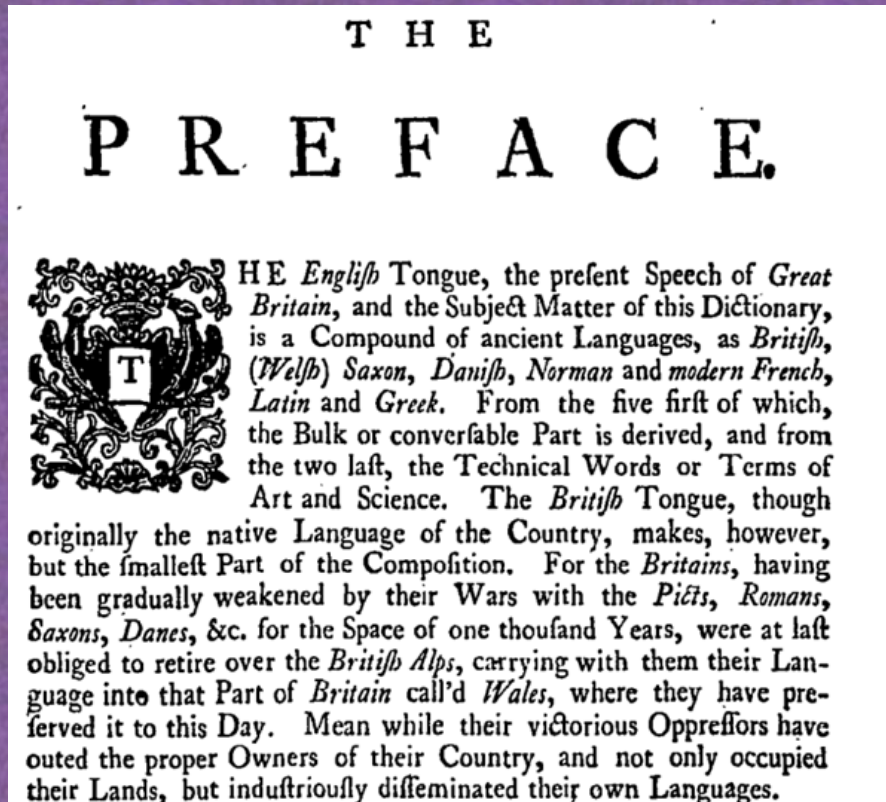 THE
PREFACE.
THE Engliſh Tongue, the preſent Speech of Great
Britain, and the Subject Matter of this Dictionary,
is a Compound of ancient Languages, as Britiſh,
(Welſh) Saxon, Daniſh, Norman and modern French,
Latin and Greek. From the five firſt of which,
the Bulk or converſable Part is derived, and from
the two laſt, the Technical Words or Terms of
Art and Science. The Britiſh Tongue, though
originally the native Language of the Country, makes, however,
but the ſmalleſt Part of the Compoſition. For the Britains, having
been gradually weakened by their Wars with the Picts, Romans,
Saxons, Danes, &c. for the Space of one thouſand Years, were at laſt
obliged to retire over the Britiſh Alps, carrying with them their Lan-
guage into that Part of Britain call'd Wales, where they have pre-
ſerved it to this Day. Mean while their victorious Oppreſſors have
outed the proper Owners of their Country, and not only occupied
their Lands, but induſtriouſly diſſeminated their own Languages.